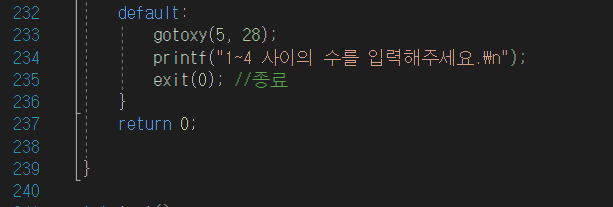 232 default:
233 gotoxy(5, 28);
234 printf("1~4 사이의 수를 입력해주세요.₩n");
235 exit(0); //종료
236 }
237 return 0;
238
239 }
240